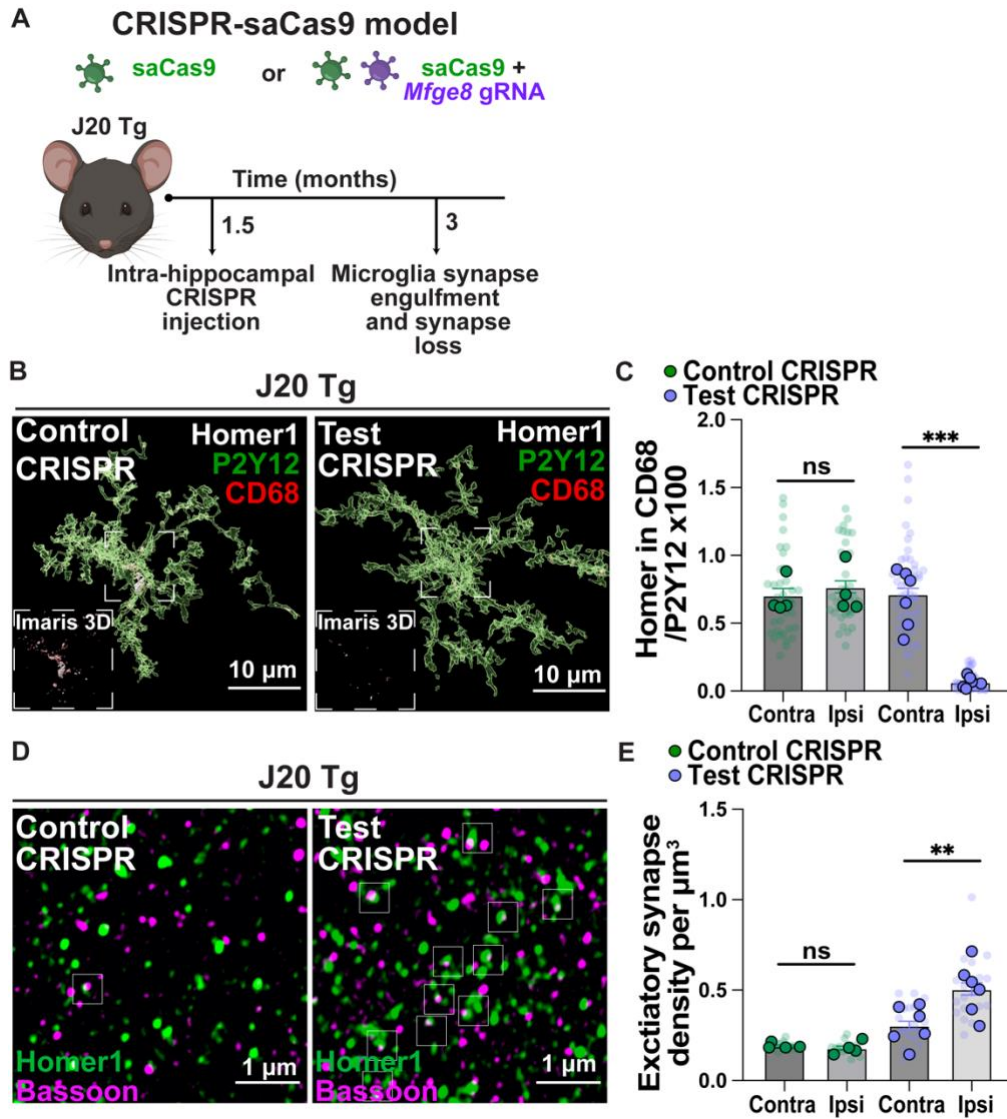 A
CRISPR-saCas9 model
saCas9 or saCas9 +
Mfge8 gRNA
J20 Tg
Time (months)
1.5
3
Intra-hippocampal
CRISPR
injection
Microglia synapse
engulfment
and synapse
loss
B
J20 Tg
Control
CRISPR
Homer1
P2Y12
CD68
Imaris 3D
10 µm
Test
CRISPR
Homer1
P2Y12
CD68
Imaris 3D
10 µm
C
Control CRISPR
Test CRISPR
Homer in CD68
/P2Y12 x100
2.0
1.5
1.0
0.5
0.0
ns
***
Contra Ipsi Contra Ipsi
D
J20 Tg
Control
CRISPR
Homer1
Bassoon
1 µm
Test
CRISPR
Homer1
Bassoon
1 µm
E
Control CRISPR
Test CRISPR
Exctiatory synapse
density per µm³
1.5
1.0
0.5
0.0
ns
**
Contra Ipsi Contra Ipsi